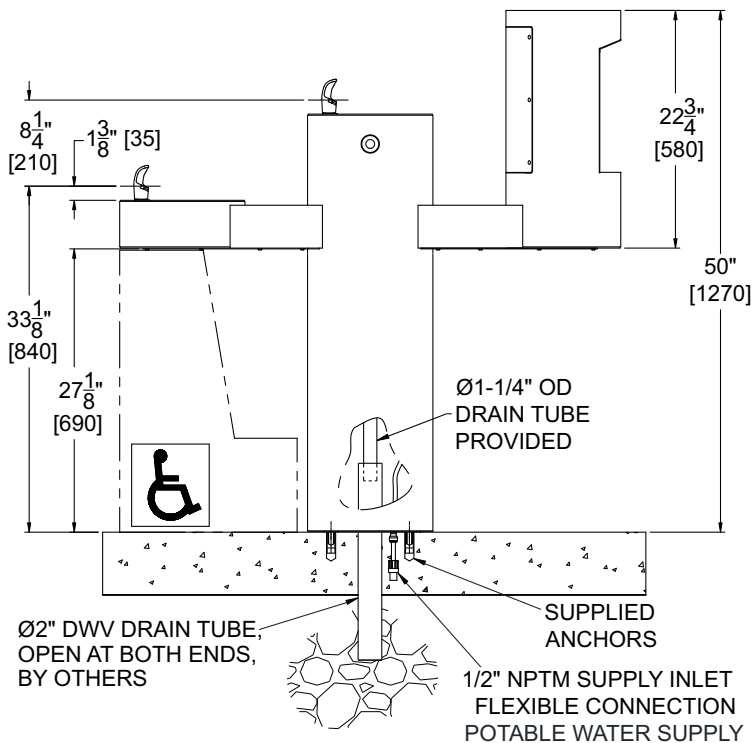 8 1/4"
[210]
1 3/8" [35]
22 3/4"
[580]
50"
[1270]
33 1/8"
[840]
27 1/8"
[690]
Ø1-1/4" OD
DRAIN TUBE
PROVIDED
Ø2" DWV DRAIN TUBE,
OPEN AT BOTH ENDS,
BY OTHERS
SUPPLIED
ANCHORS
1/2" NPTM SUPPLY INLET
FLEXIBLE CONNECTION
POTABLE WATER SUPPLY